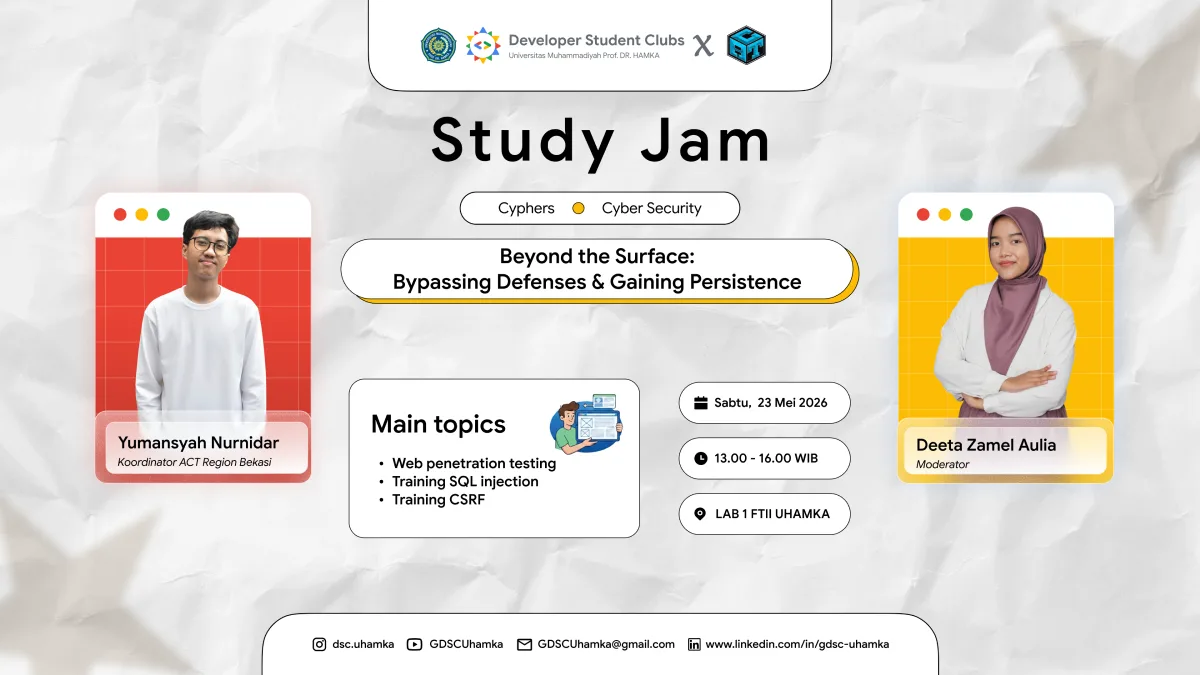 Developer Student Clubs
Universitas Muhammadiyah Prof. DR. HAMKA
Study Jam
Cyphers
Cyber Security
Beyond the Surface:
Bypassing Defenses & Gaining Persistence
Yumansyah Nurnidar
Koordinator ACT Region Bekasi
Main topics
• Web penetration testing
• Training SQL injection
• Training CSRF
Sabtu, 23 Mei 2026
13.00 - 16.00 WIB
LAB 1 FTII UHAMKA
Deeta Zamel Aulia
Moderator
dsc.uhamka
GDSCUhamka
GDSCUhamka@gmail.com
www.linkedin.com/in/gdsc-uhamka